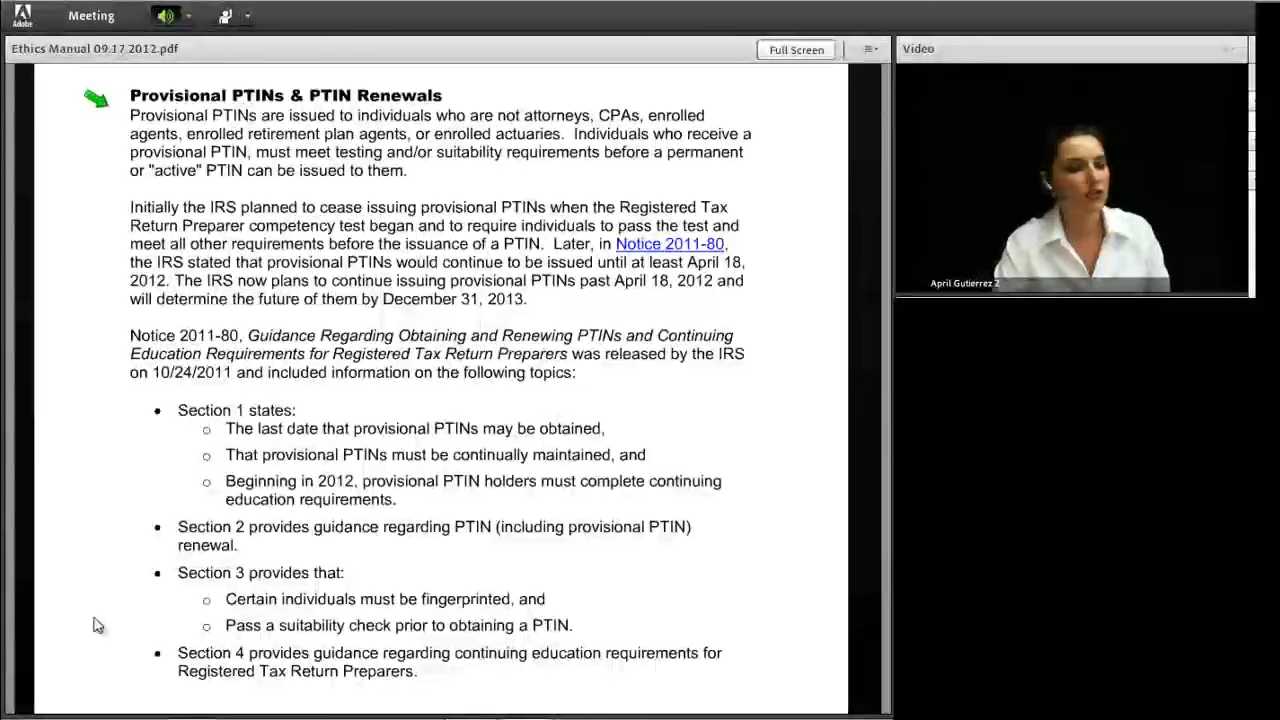 Adobe
Meeting
Ethics Manual 09.17 2012.pdf
Full Screen
Video
Provisional PTINs & PTIN Renewals
Provisional PTINs are issued to individuals who are not attorneys, CPAs, enrolled
agents, enrolled retirement plan agents, or enrolled actuaries.  Individuals who receive a
provisional PTIN, must meet testing and/or suitability requirements before a permanent
or "active" PTIN can be issued to them.
Initially the IRS planned to cease issuing provisional PTINs when the Registered Tax
Return Preparer competency test began and to require individuals to pass the test and
meet all other requirements before the issuance of a PTIN.  Later, in Notice 2011-80,
the IRS stated that provisional PTINs would continue to be issued until at least April 18,
2012. The IRS now plans to continue issuing provisional PTINs past April 18, 2012 and
will determine the future of them by December 31, 2013.
Notice 2011-80, Guidance Regarding Obtaining and Renewing PTINs and Continuing
Education Requirements for Registered Tax Return Preparers was released by the IRS
on 10/24/2011 and included information on the following topics:
• Section 1 states:
o The last date that provisional PTINs may be obtained,
o That provisional PTINs must be continually maintained, and
o Beginning in 2012, provisional PTIN holders must complete continuing
education requirements.
• Section 2 provides guidance regarding PTIN (including provisional PTIN)
renewal.
• Section 3 provides that:
o Certain individuals must be fingerprinted, and
o Pass a suitability check prior to obtaining a PTIN.
• Section 4 provides guidance regarding continuing education requirements for
Registered Tax Return Preparers.
April Gutierrez 2